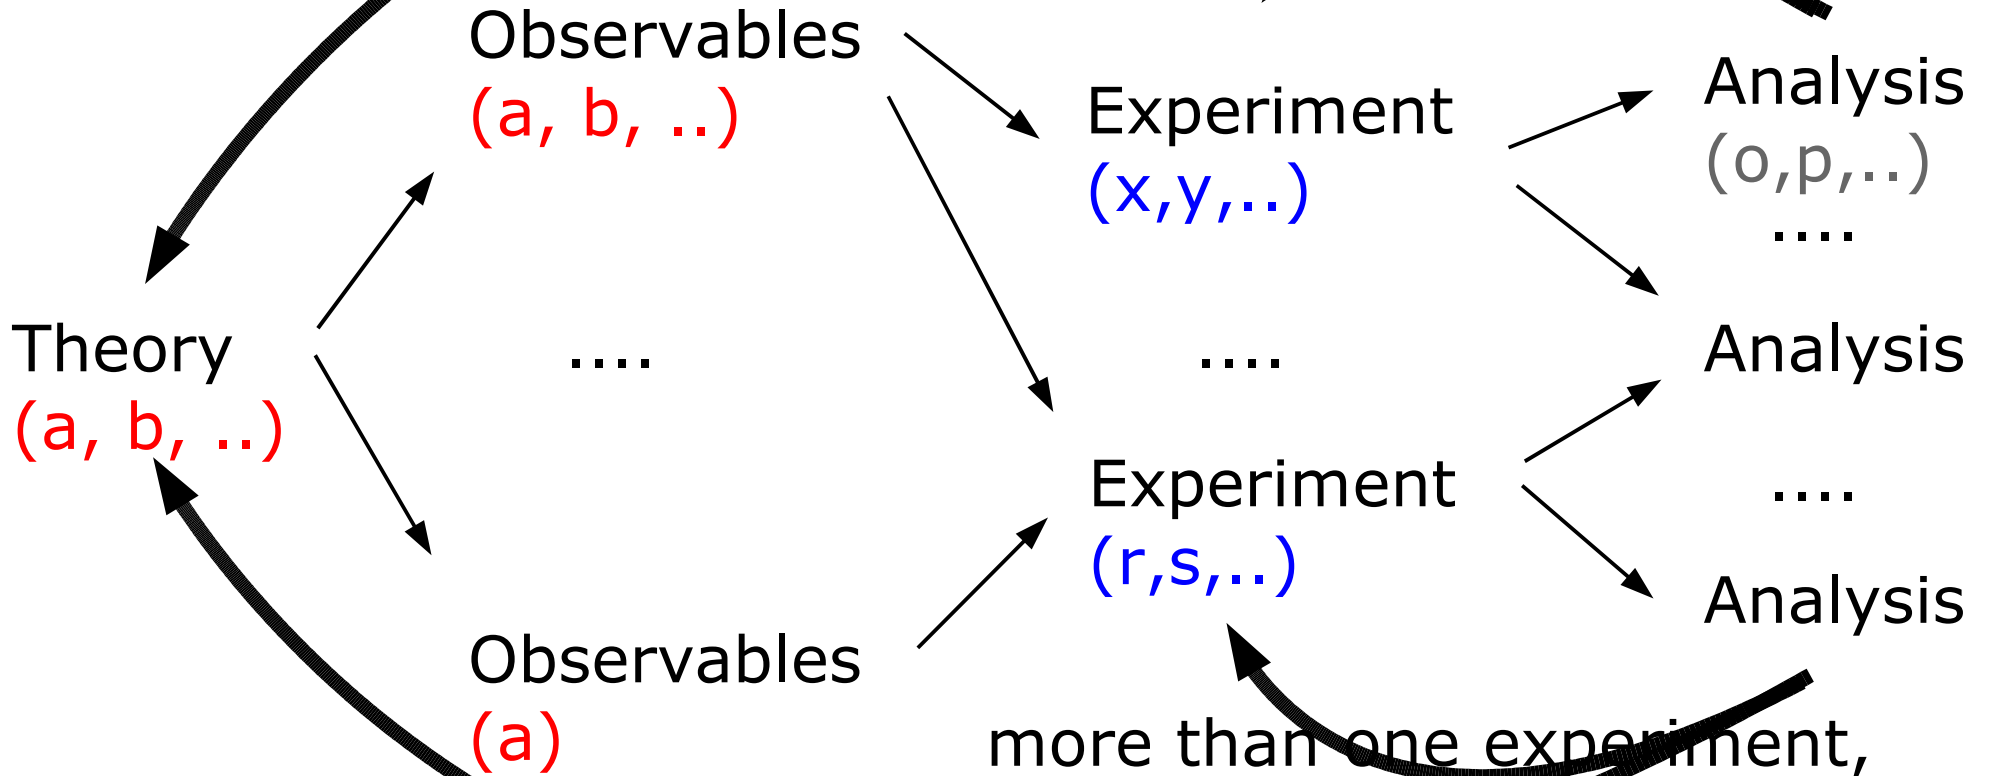 Observables
(a, b, ..)
Experiment
(x,y,..)
Analysis
(o,p,..)
....
Theory
(a, b, ..)
....
....
Analysis
Experiment
(r,s,..)
....
Analysis
Observables
(a)
more than one experiment,